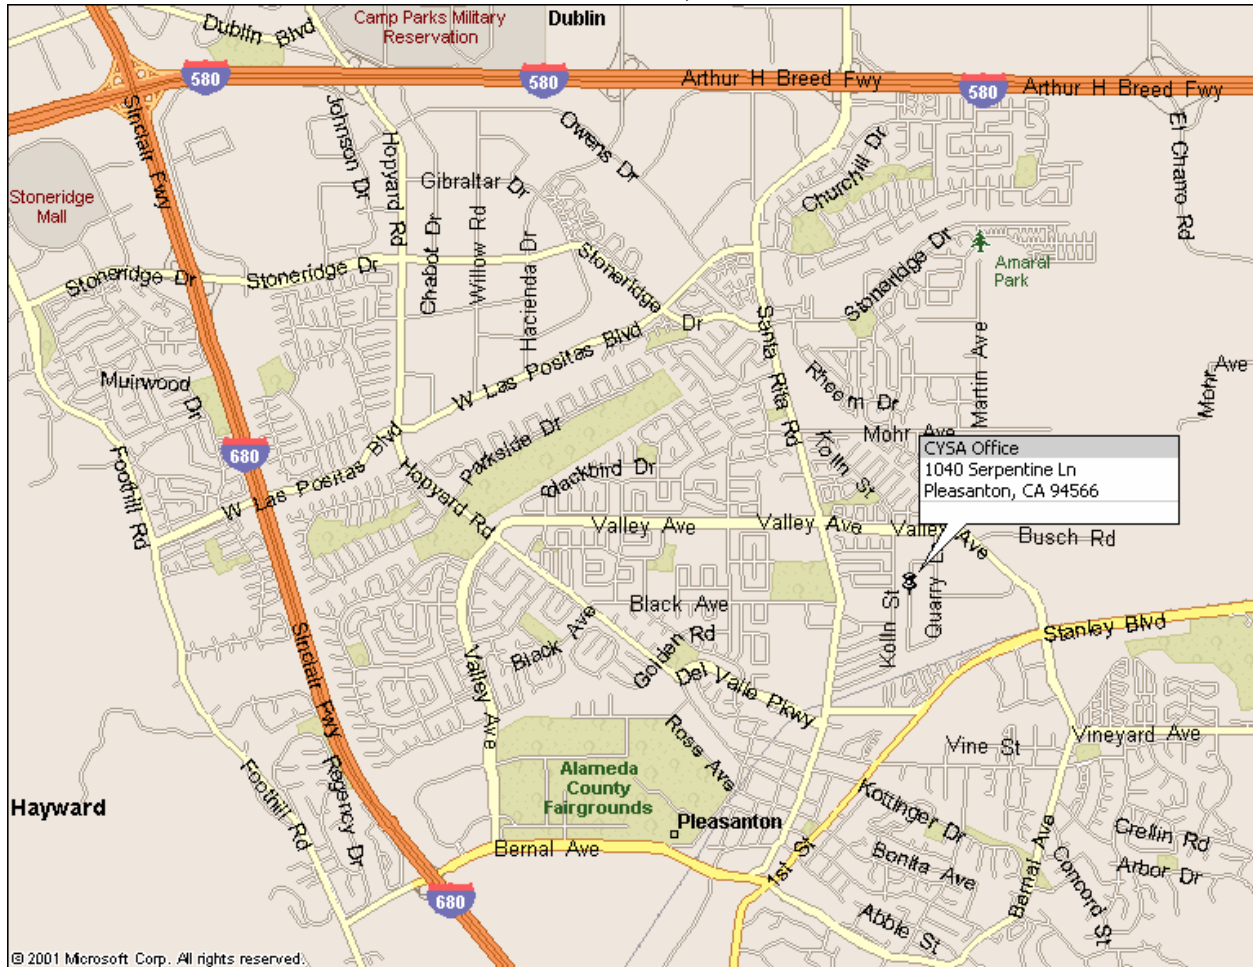 Dublin Blvd
Camp Parks Military
Reservation
Dublin
580
580
Arthur H Breed Fwy
580
Arthur H Breed Fwy
Sinclair Fwy
Johnson Dr
Hopyard Rd
Owens Dr
Churchill Dr
El Charro Rd
Stoneridge
Mall
Gibraltar Dr
Chabot Dr
Willow Rd
Hacienda Dr
Stoneridge Dr
Stoneridge Dr
Stoneridge Dr
Stoneridge Dr
Amaral
Park
Santa Rita Rd
Martin Ave
Mohr Ave
Muirwood Dr
W Las Positas Blvd
Rheem Dr
Mohr Ave
680
Foothill Rd
W Las Positas Blvd
Hopyard Rd
Parkside Dr
Blackbird Dr
Kolln St
CYSA Office
1040 Serpentine Ln
Pleasanton, CA 94566
Valley Ave
Valley Ave
Valley Ave
Busch Rd
Sinclair Fwy
Valley Ave
Black Ave
Black Ave
Golden Rd
Kolln St
Quarry L
Stanley Blvd
Del Valle Pkwy
Rose Ave
Vine St
Vineyard Ave
Hayward
Foothill Rd
Regency Dr
Alameda
County
Fairgrounds
Pleasanton
Kottinger Dr
Crellin Rd
Bernal Ave
1st St
Bonita Ave
Bernal Ave
Concord St
Arbor Dr
680
Abbie St
© 2001 Microsoft Corp. All rights reserved.